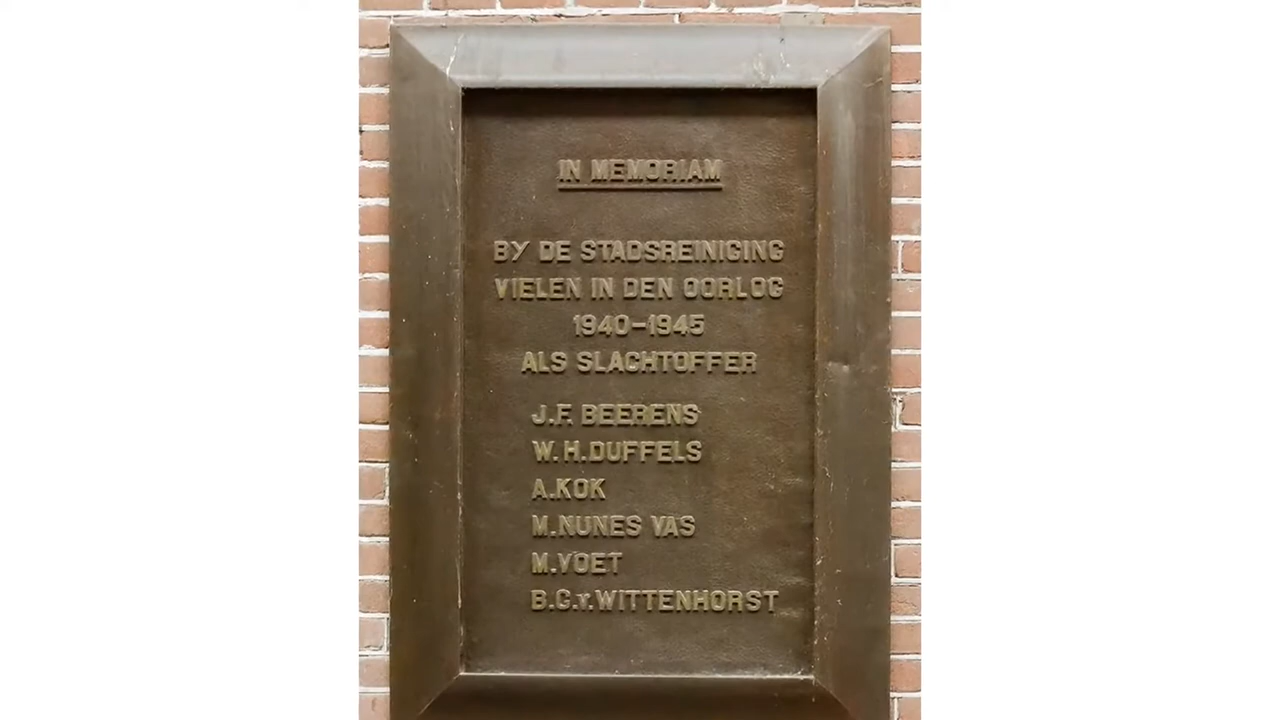 IN MEMORIAM
BY DE STADSREINIGING
VIELEN IN DEN OORLOG
1940-1945
ALS SLACHTOFFER
J.F. BEERENS
W.H. DUFFELS
A. KOK
M. NUNES VAS
M. VOET
B.G.v. WITTENHORST